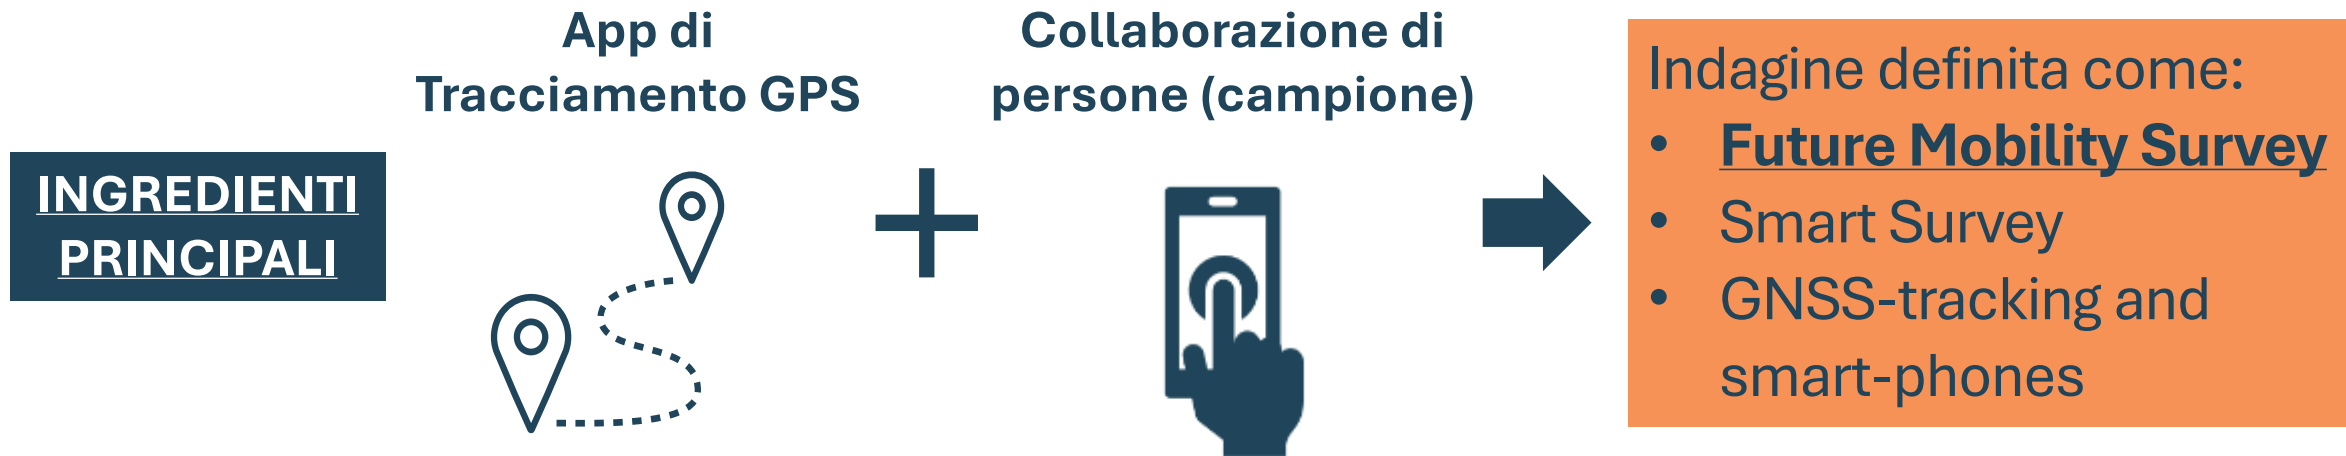 INGREDIENTI
PRINCIPALI
App di
Tracciamento GPS
Collaborazione di
persone (campione)
Indagine definita come:
• Future Mobility Survey
• Smart Survey
• GNSS-tracking and
smart-phones